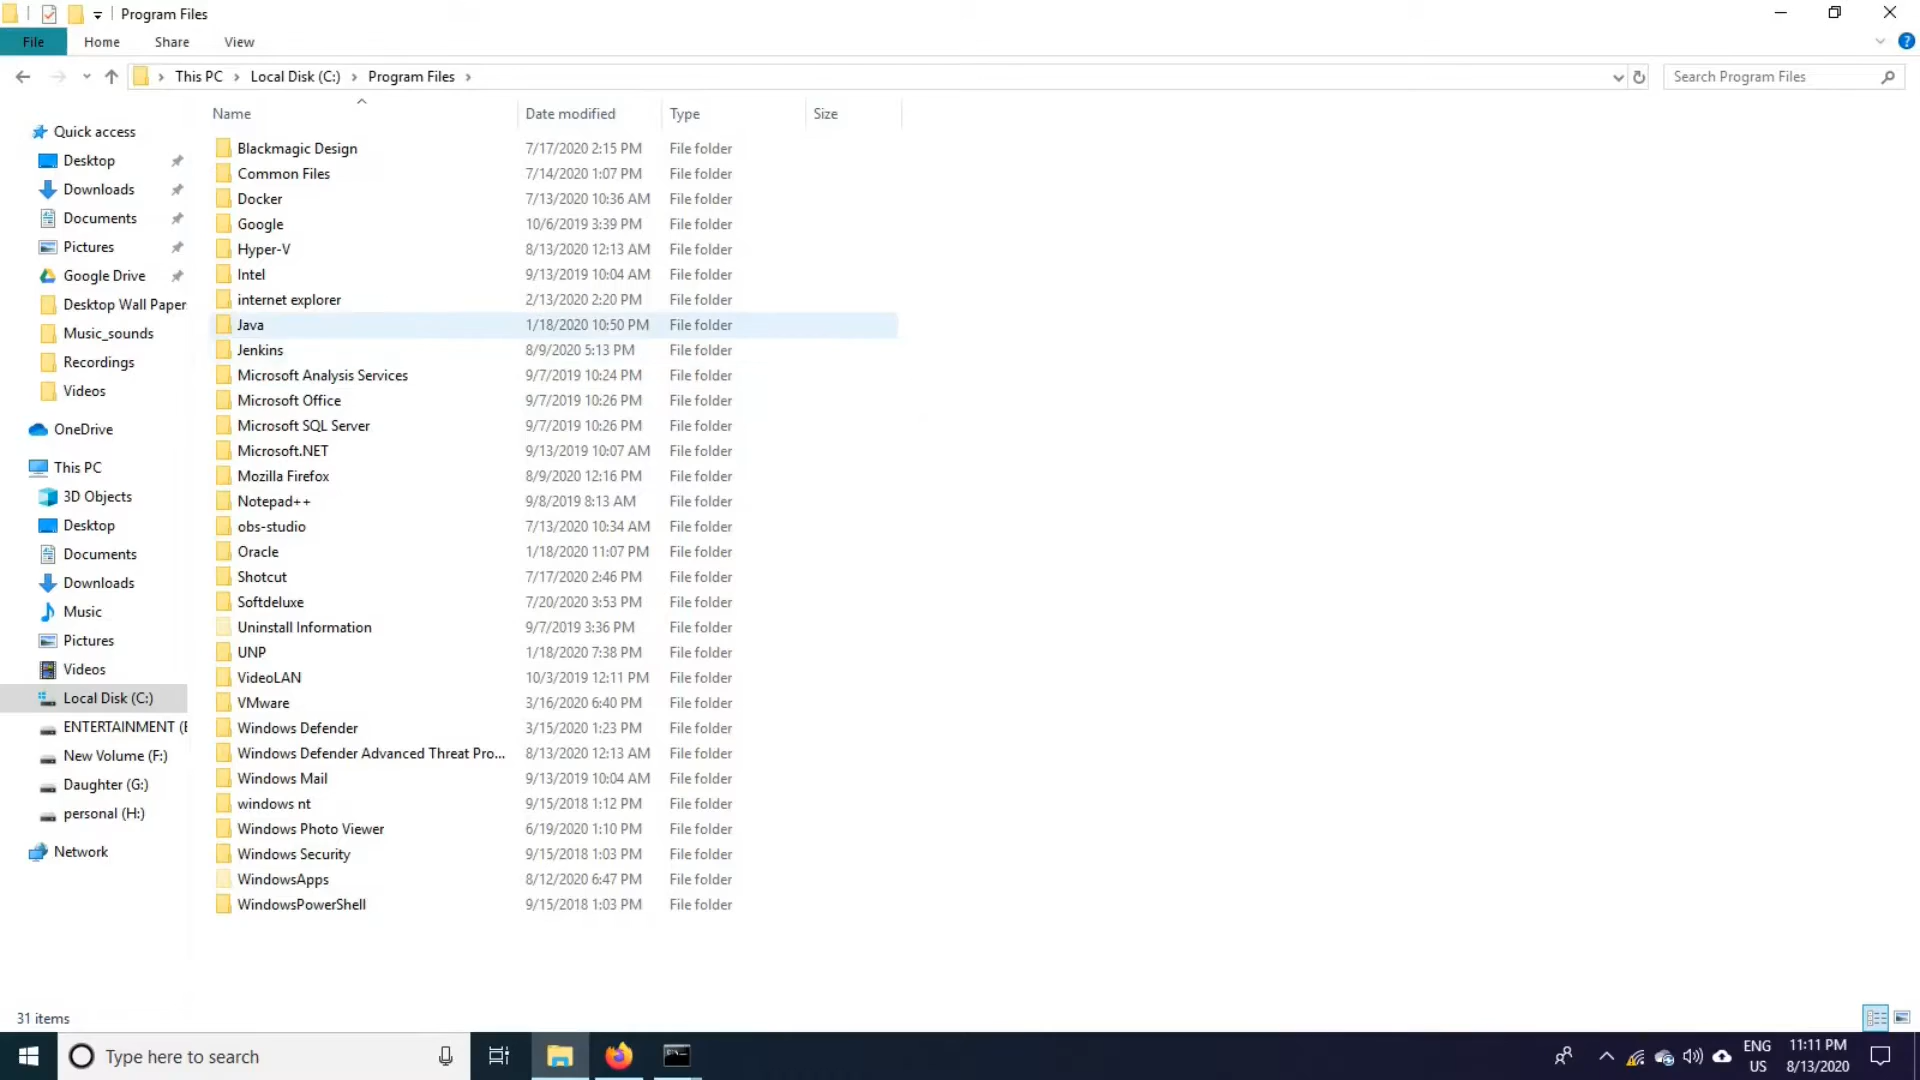 Program Files
File Home Share View
This PC Local Disk (C:) Program Files
Search Program Files
Name Date modified Type Size
Quick access
Desktop
Downloads
Documents
Pictures
Google Drive
Desktop Wall Paper
Music_sounds
Recordings
Videos
OneDrive
This PC
3D Objects
Desktop
Documents
Downloads
Music
Pictures
Videos
Local Disk (C:)
ENTERTAINMENT (E
New Volume (F:)
Daughter (G:)
personal (H:)
Network
Blackmagic Design 7/17/2020 2:15 PM File folder
Common Files 7/14/2020 1:07 PM File folder
Docker 7/13/2020 10:36 AM File folder
Google 10/6/2019 3:39 PM File folder
Hyper-V 8/13/2020 12:13 AM File folder
Intel 9/13/2019 10:04 AM File folder
internet explorer 2/13/2020 2:20 PM File folder
Java 1/18/2020 10:50 PM File folder
Jenkins 8/9/2020 5:13 PM File folder
Microsoft Analysis Services 9/7/2019 10:24 PM File folder
Microsoft Office 9/7/2019 10:26 PM File folder
Microsoft SQL Server 9/7/2019 10:26 PM File folder
Microsoft.NET 9/13/2019 10:07 AM File folder
Mozilla Firefox 8/9/2020 12:16 PM File folder
Notepad++ 9/8/2019 8:13 AM File folder
obs-studio 7/13/2020 10:34 AM File folder
Oracle 1/18/2020 11:07 PM File folder
Shotcut 7/17/2020 2:46 PM File folder
Softdeluxe 7/20/2020 3:53 PM File folder
Uninstall Information 9/7/2019 3:36 PM File folder
UNP 1/18/2020 7:38 PM File folder
VideoLAN 10/3/2019 12:11 PM File folder
VMware 3/16/2020 6:40 PM File folder
Windows Defender 3/15/2020 1:23 PM File folder
Windows Defender Advanced Threat Pro... 8/13/2020 12:13 AM File folder
Windows Mail 9/13/2019 10:04 AM File folder
windows nt 9/15/2018 1:12 PM File folder
Windows Photo Viewer 6/19/2020 1:10 PM File folder
Windows Security 9/15/2018 1:03 PM File folder
WindowsApps 8/12/2020 6:47 PM File folder
WindowsPowerShell 9/15/2018 1:03 PM File folder
31 items
Type here to search
ENG
US
11:11 PM
8/13/2020